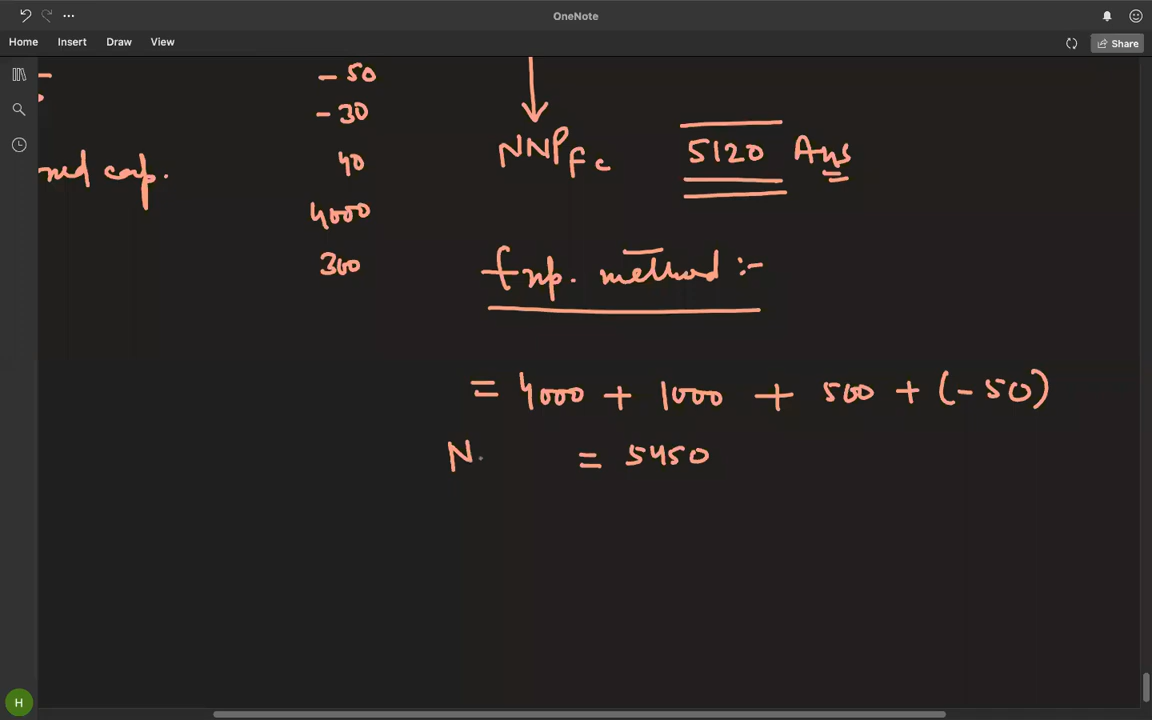 OneNote
Home Insert Draw View
Share
- 50
- 30
40
4000
300
NNPfc
5120 Ans
Exp. method :-
= 4000 + 1000 + 500 + (- 50)
N = 5450
H